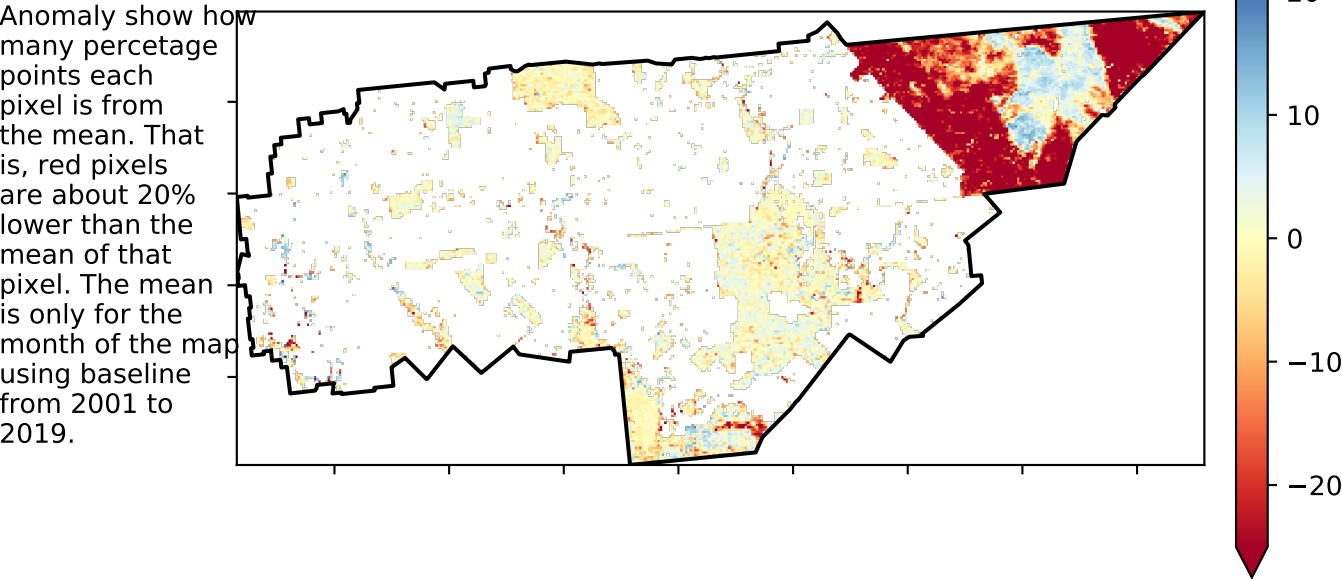 Anomaly show how
many percetage
points each
pixel is from
the mean. That
is, red pixels
are about 20%
lower than the
mean of that
pixel. The mean
is only for the
month of the map
using baseline
from 2001 to
2019.
10
0
−10
−20